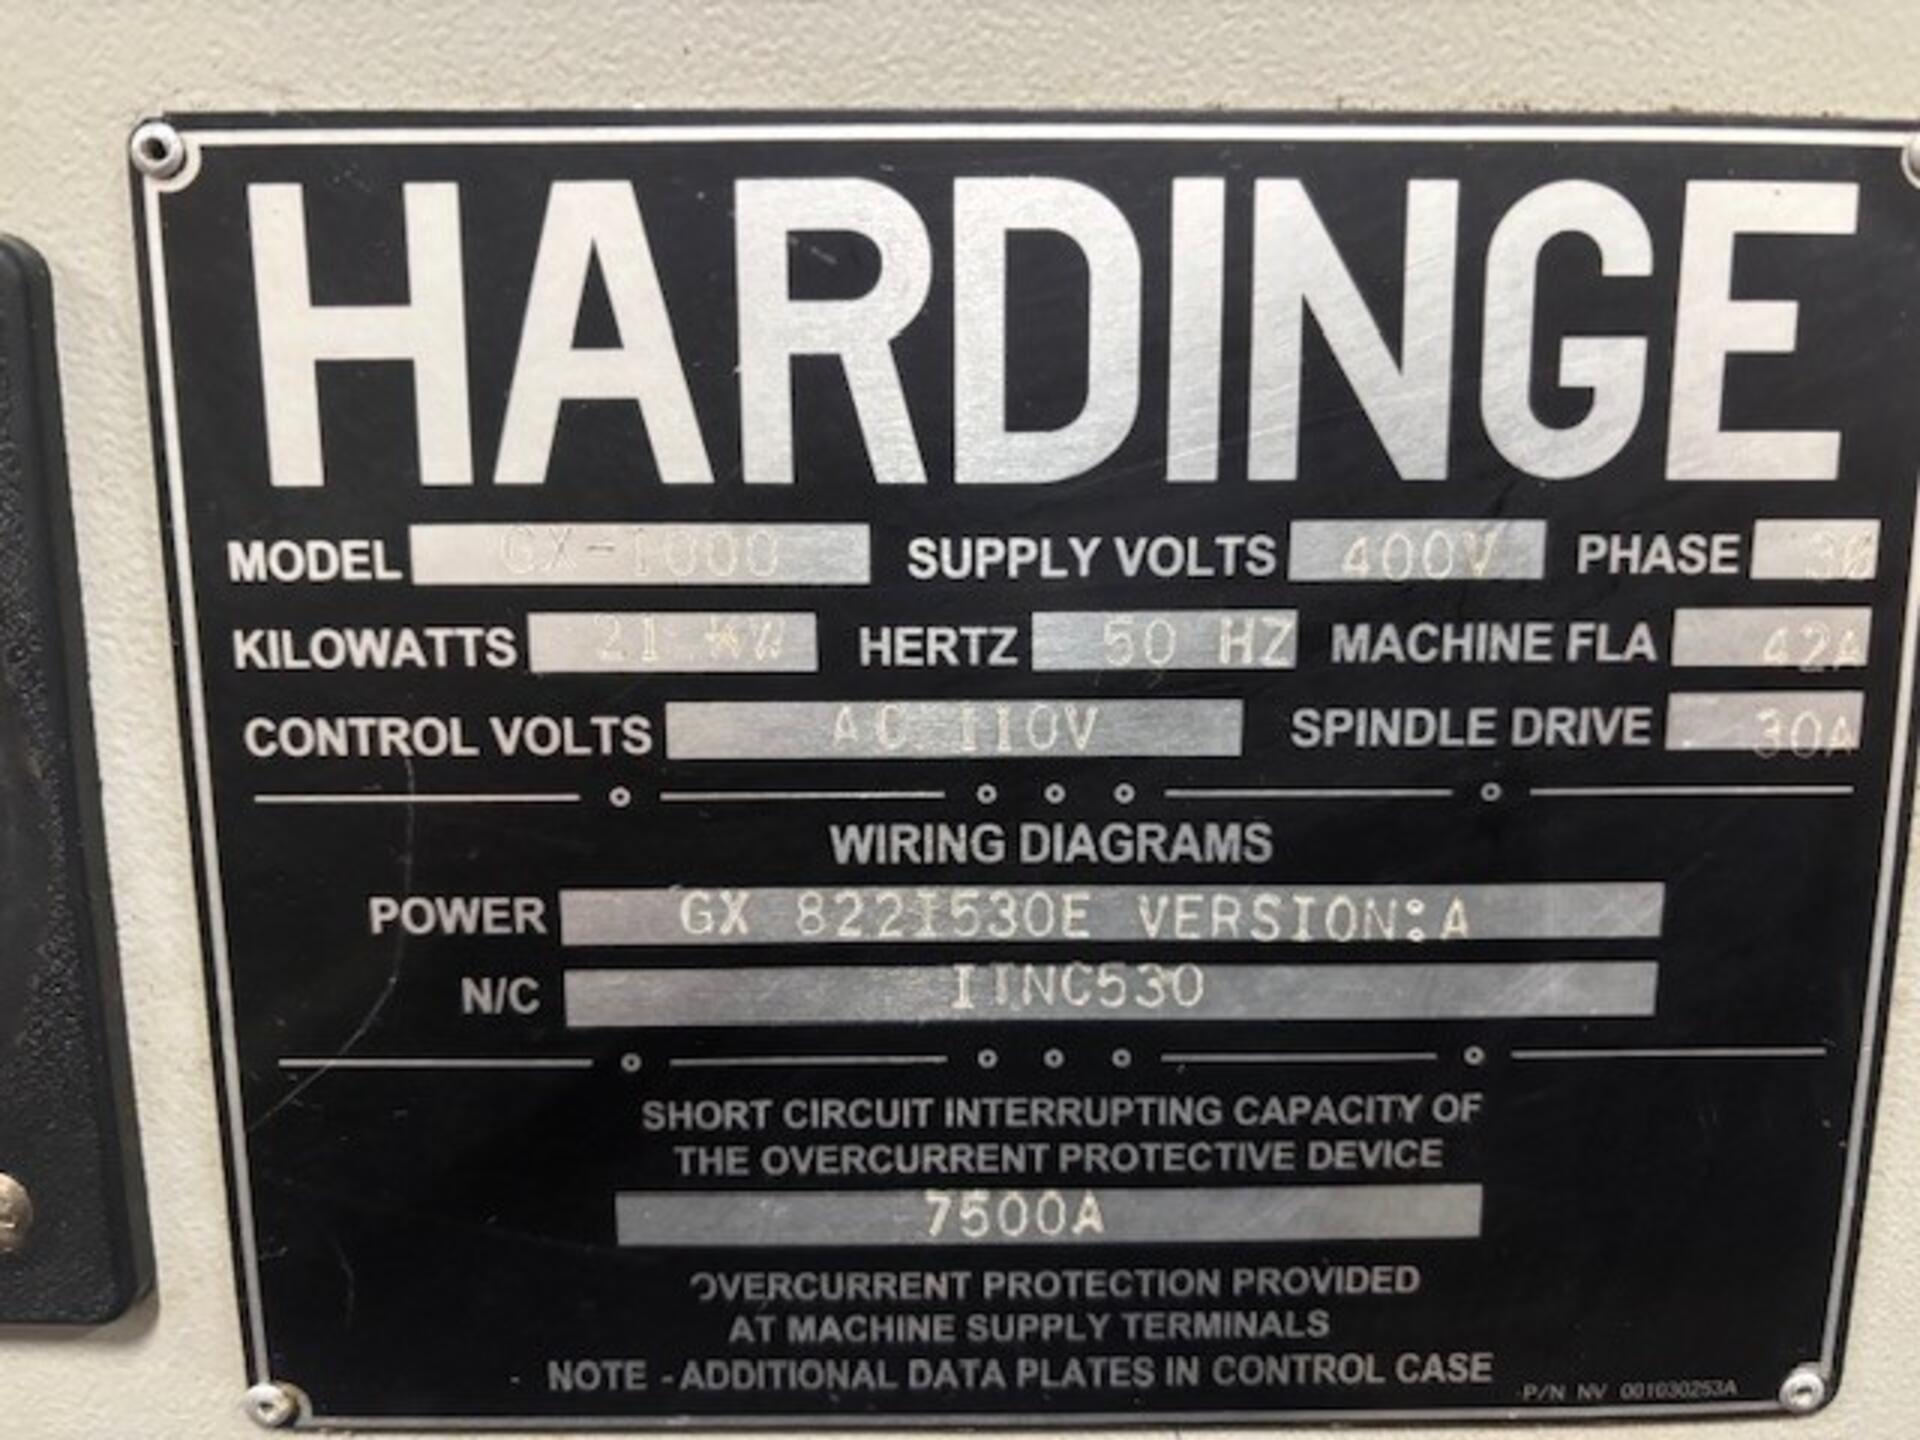 HARDINGE
MODEL GX-1000 SUPPLY VOLTS 400V PHASE 3Ø
KILOWATTS 21 KW HERTZ 50 HZ MACHINE FLA 42A
CONTROL VOLTS AC 110V SPINDLE DRIVE 30A
WIRING DIAGRAMS
POWER GX 822I530E VERSION:A
N/C ITNC530
SHORT CIRCUIT INTERRUPTING CAPACITY OF
THE OVERCURRENT PROTECTIVE DEVICE
7500A
OVERCURRENT PROTECTION PROVIDED
AT MACHINE SUPPLY TERMINALS
NOTE - ADDITIONAL DATA PLATES IN CONTROL CASE
P/N NV 001030253A